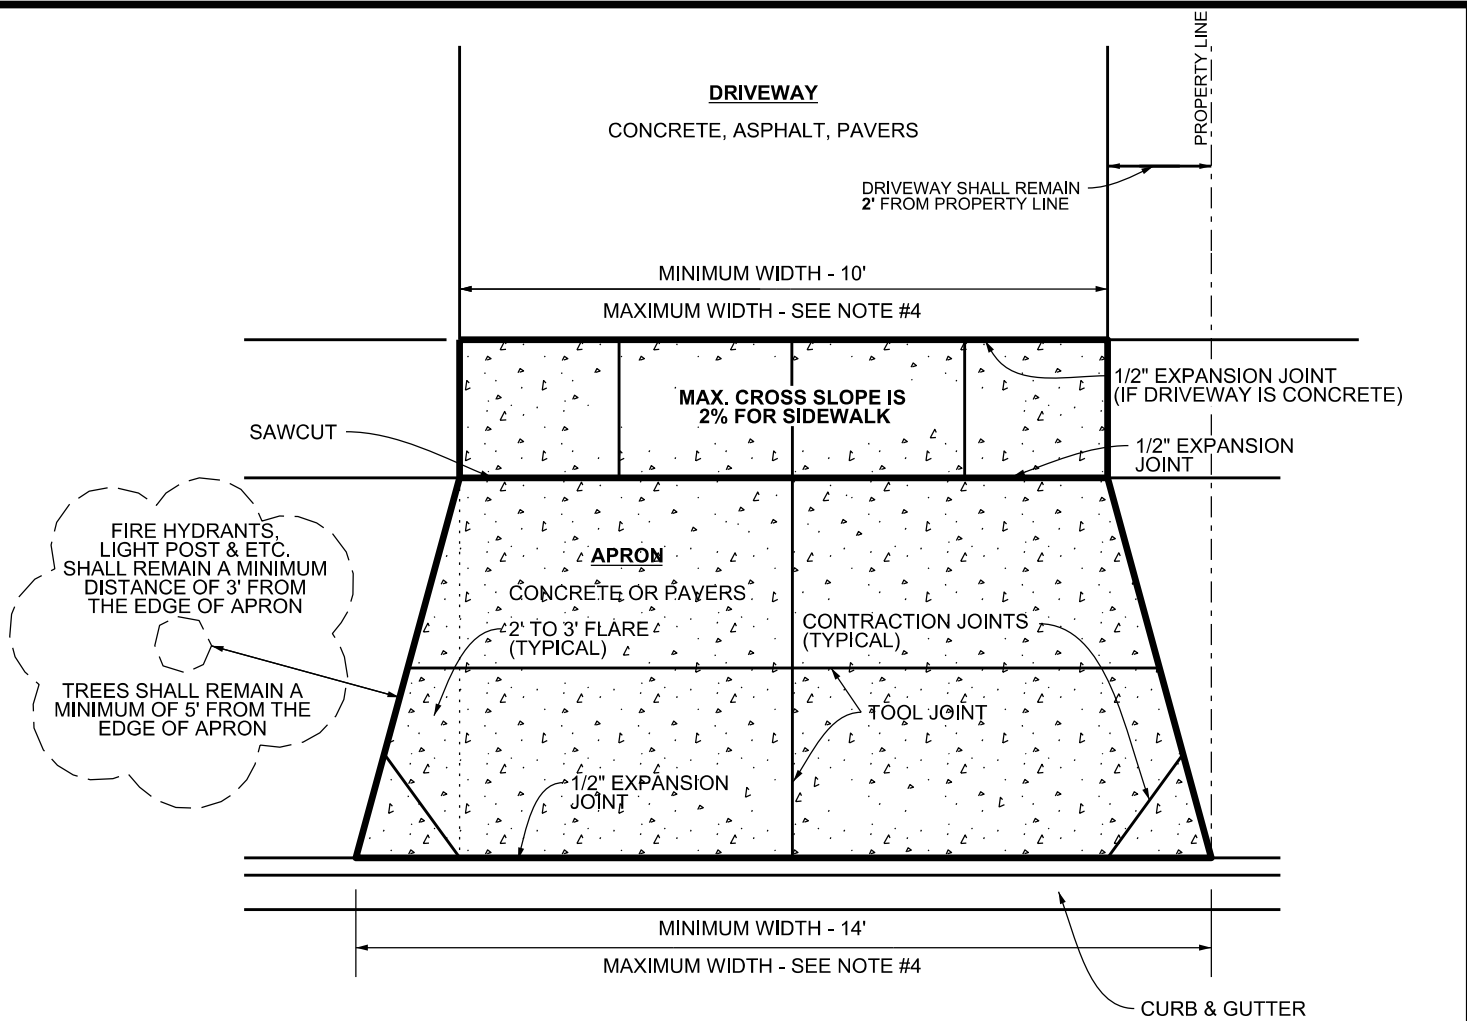 PROPERTY LINE
DRIVEWAY
CONCRETE, ASPHALT, PAVERS
DRIVEWAY SHALL REMAIN
2' FROM PROPERTY LINE
MINIMUM WIDTH - 10'
MAXIMUM WIDTH - SEE NOTE #4
1/2" EXPANSION JOINT
(IF DRIVEWAY IS CONCRETE)
MAX. CROSS SLOPE IS
2% FOR SIDEWALK
SAWCUT
1/2" EXPANSION
JOINT
FIRE HYDRANTS,
LIGHT POST & ETC.
SHALL REMAIN A MINIMUM
DISTANCE OF 3' FROM
THE EDGE OF APRON
TREES SHALL REMAIN A
MINIMUM OF 5' FROM THE
EDGE OF APRON
APRON
CONCRETE OR PAVERS
2' TO 3' FLARE
(TYPICAL)
CONTRACTION JOINTS
(TYPICAL)
TOOL JOINT
1/2" EXPANSION
JOINT
MINIMUM WIDTH - 14'
MAXIMUM WIDTH - SEE NOTE #4
CURB & GUTTER